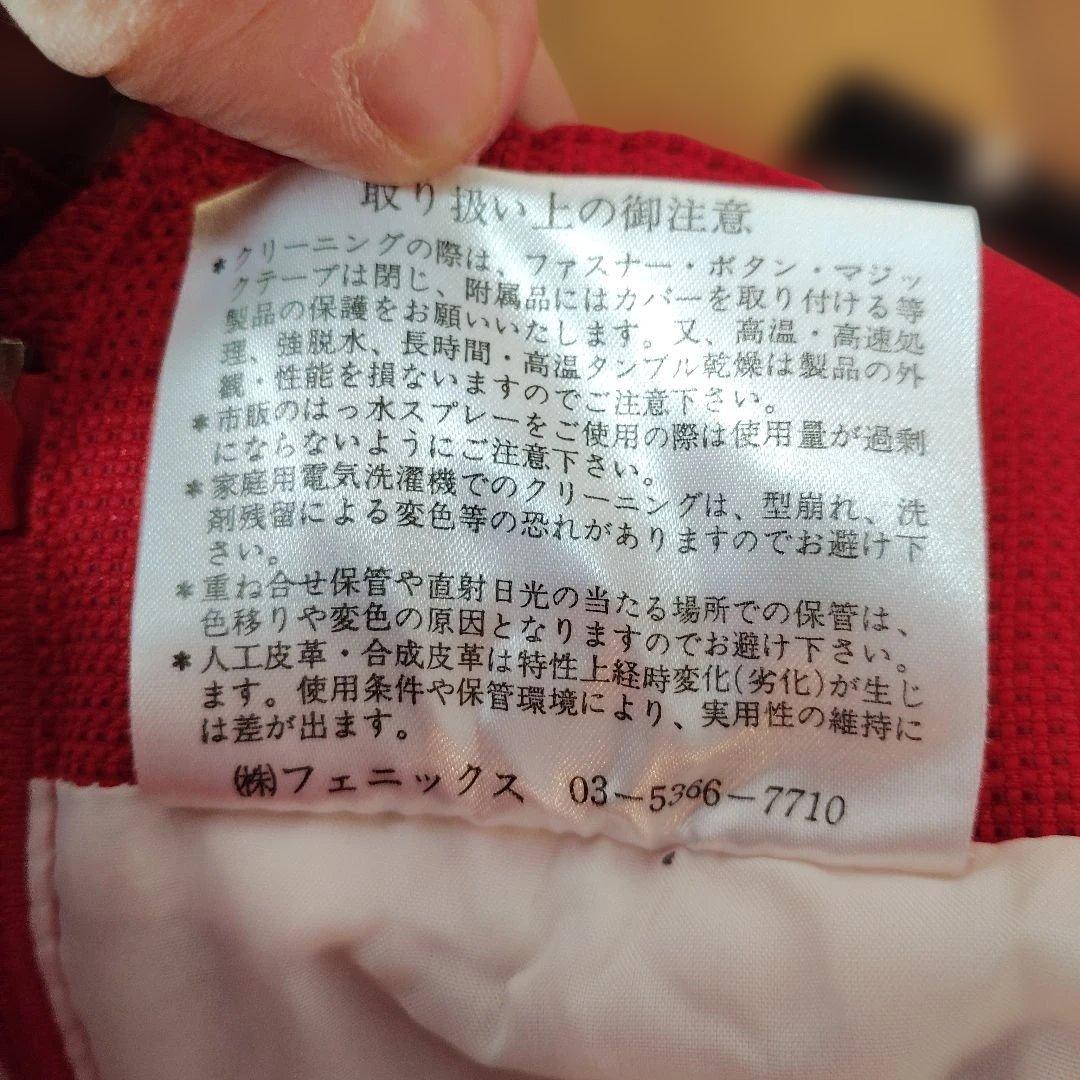 取り扱い上の御注意
*クリーニングの際は、ファスナー・ボタン・マジッ
クテープは閉じ、附属品にはカバーを取り付ける等
製品の保護をお願いいたします。又、高温・高速処
理、強脱水、長時間・高温タンブル乾燥は製品の外
観・性能を損ないますのでご注意下さい。
*市販のはっ水スプレーをご使用の際は使用量が過剰
にならないようにご注意下さい。
*家庭用電気洗濯機でのクリーニングは、型崩れ、洗
剤残留による変色等の恐れがありますのでお避け下
さい。
*重ね合せ保管や直射日光の当たる場所での保管は、
色移りや変色の原因となりますのでお避け下さい。
*人工皮革・合成皮革は特性上経時変化(劣化)が生じ
ます。使用条件や保管環境により、実用性の維持に
は差が出ます。
㈱フェニックス 03-5366-7710